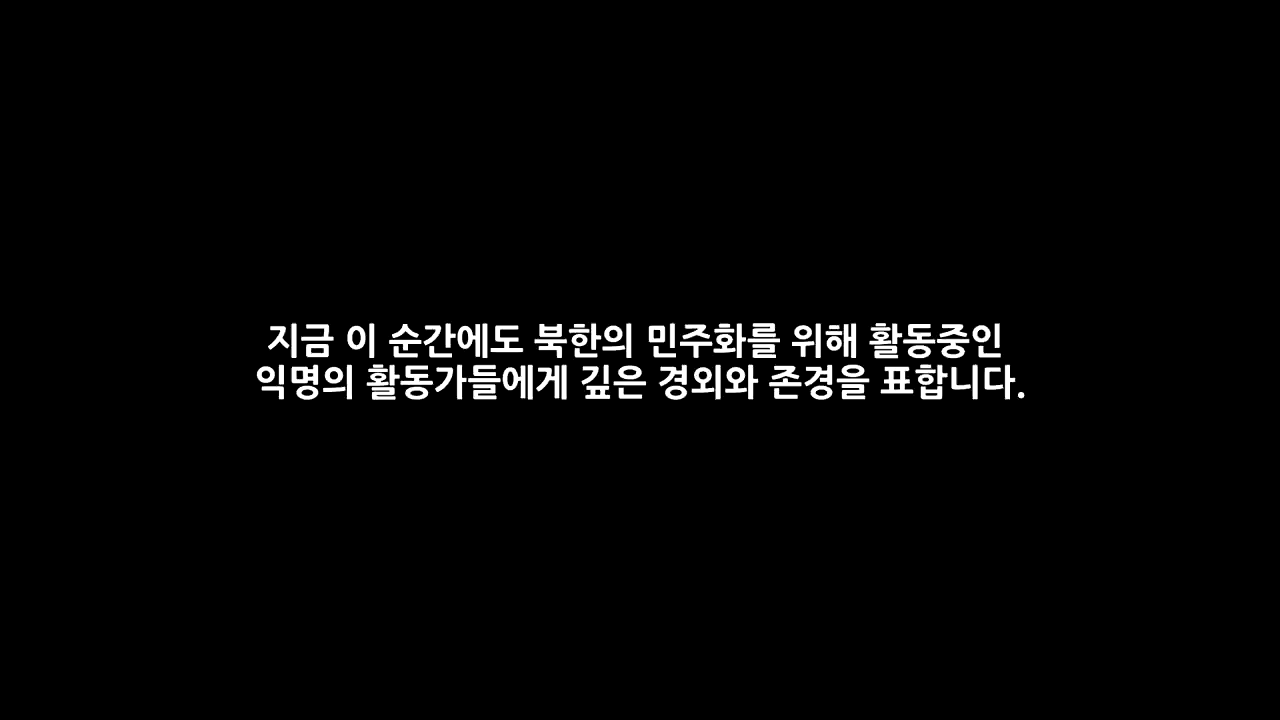 지금 이 순간에도 북한의 민주화를 위해 활동중인
익명의 활동가들에게 깊은 경외와 존경을 표합니다.